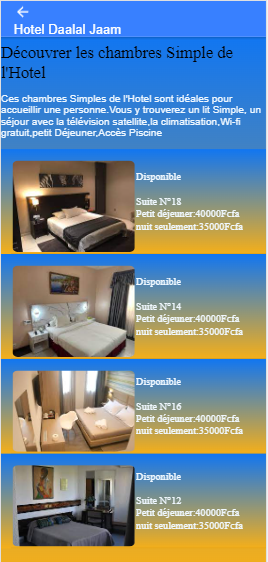 Hotel Daalal Jaam
Découvrer les chambres Simple de
l'Hotel
Ces chambres Simples de l'Hotel sont idéales pour
accueillir une personne.Vous y trouverez un lit Simple, un
séjour avec la télévision satellite,la climatisation,Wi-fi
gratuit,petit Déjeuner,Accès Piscine
Disponible
Suite N°18
Petit déjeuner:40000Fcfa
nuit seulement:35000Fcfa
Disponible
Suite N°14
Petit déjeuner:40000Fcfa
nuit seulement:35000Fcfa
Disponible
Suite N°16
Petit déjeuner:40000Fcfa
nuit seulement:35000Fcfa
Disponible
Suite N°12
Petit déjeuner:40000Fcfa
nuit seulement:35000Fcfa